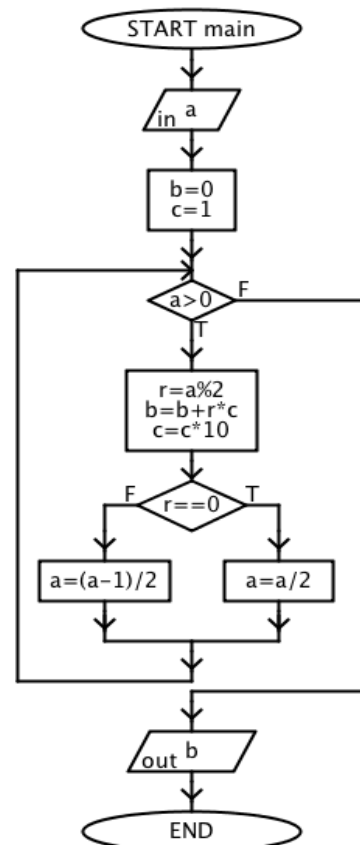 START main
in a
b=0
c=1
a>0
F
T
r=a%2
b=b+r*c
c=c*10
F
r==0
T
a=(a-1)/2
a=a/2
out b
END